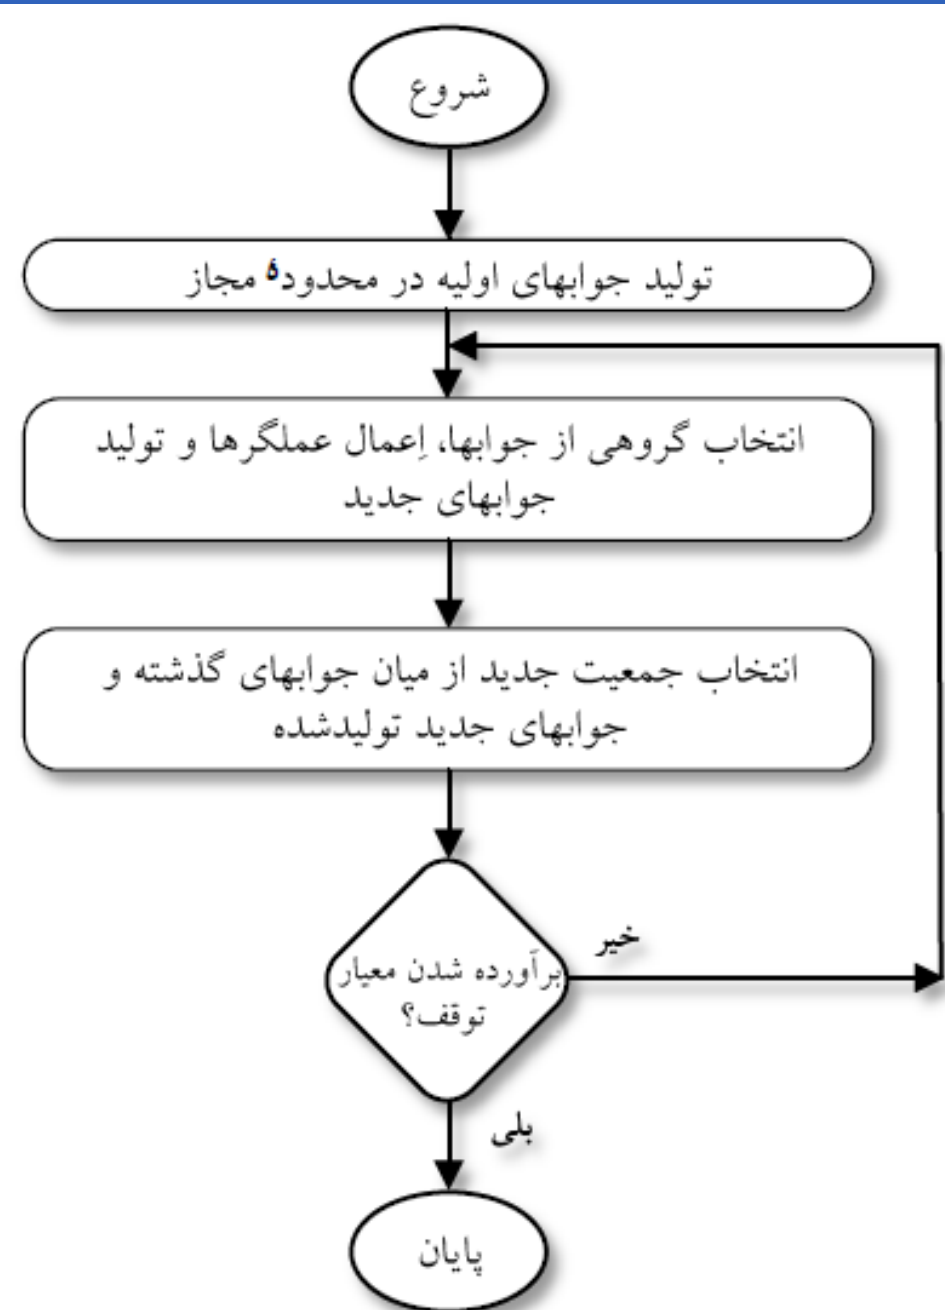 شروع
تولید جوابهای اولیه در محدودهٔ مجاز
انتخاب گروهی از جوابها، اِعمال عملگرها و تولید
جوابهای جدید
انتخاب جمعیت جدید از میان جوابهای گذشته و
جوابهای جدید تولیدشده
برآورده شدن معیار
توقف؟
خیر
بلی
پایان